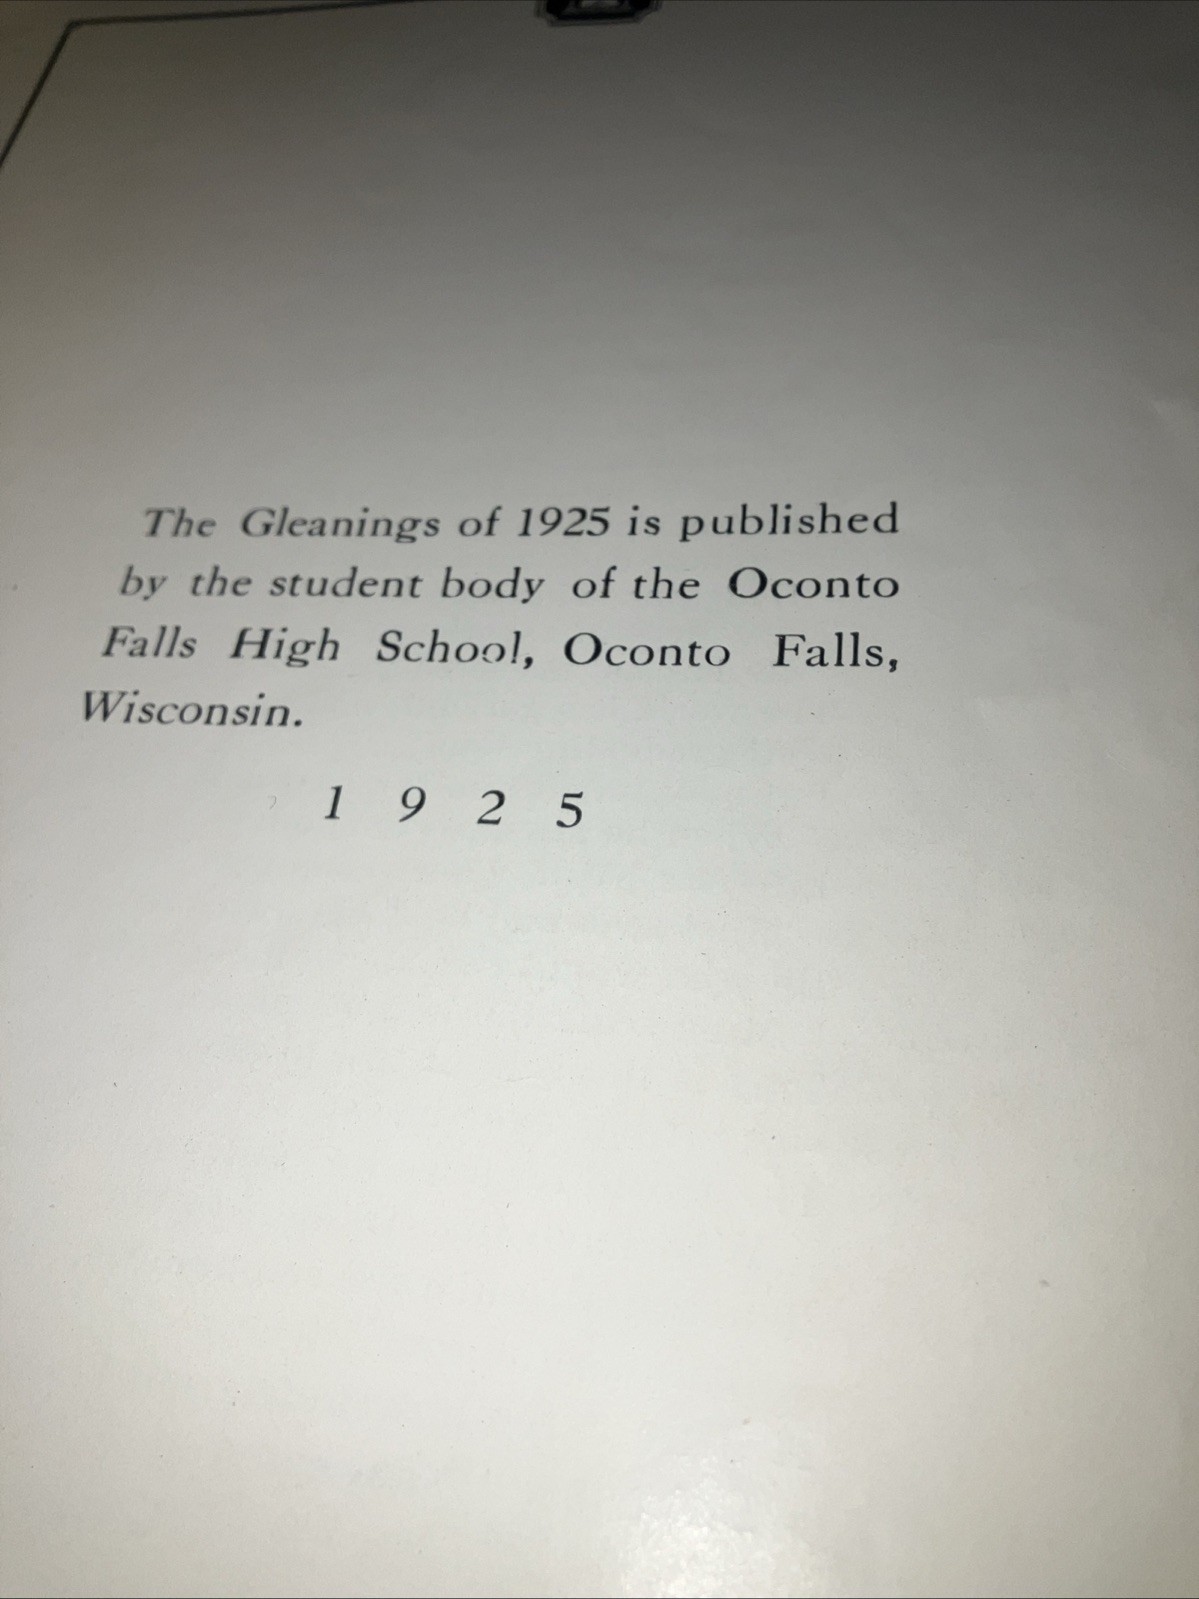 The Gleanings of 1925 is published
by the student body of the Oconto
Falls High School, Oconto Falls,
Wisconsin.
1 9 2 5